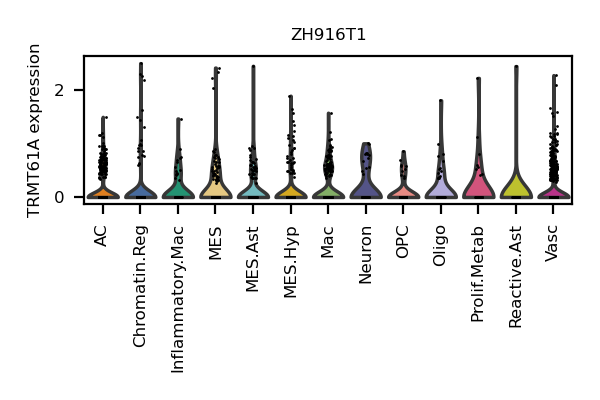 ZH916T1
TRMT61A expression
2
0
AC
Chromatin.Reg
Inflammatory.Mac
MES
MES.Ast
MES.Hyp
Mac
Neuron
OPC
Oligo
Prolif.Metab
Reactive.Ast
Vasc